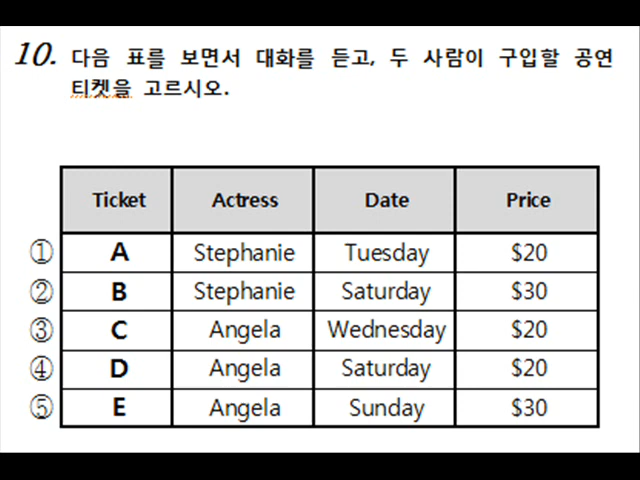 10. 다음 표를 보면서 대화를 듣고, 두 사람이 구입할 공연
티켓을 고르시오.
Ticket Actress Date Price
① A Stephanie Tuesday $20
② B Stephanie Saturday $30
③ C Angela Wednesday $20
④ D Angela Saturday $20
⑤ E Angela Sunday $30